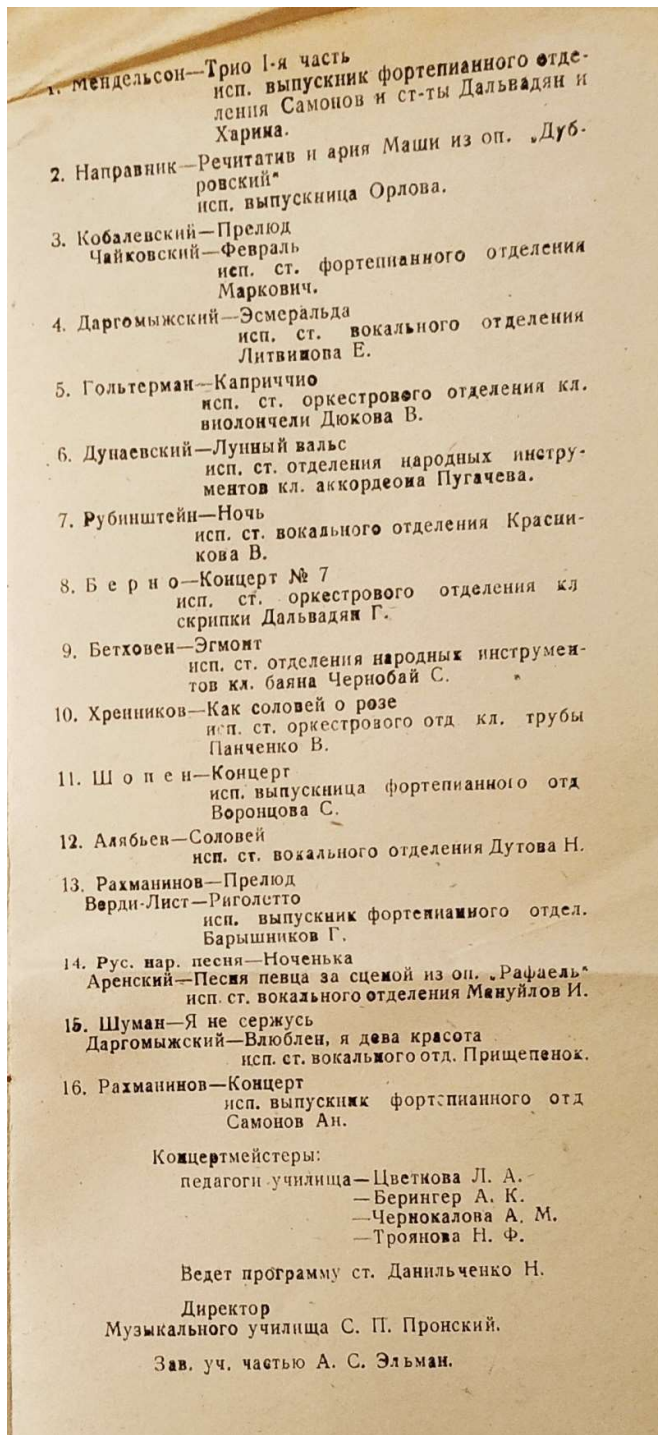 1. Мендельсон—Трио 1-я часть
исп. выпускник фортепианного отде-
ления Самонов и ст-ты Дальвадян и
Харина.
2. Направник—Речитатив и ария Маши из оп. „Дуб-
ровский“
исп. выпускница Орлова.
3. Кобалевский—Прелюд
Чайковский—Февраль
исп. ст. фортепианного отделения
Маркович.
4. Даргомыжский—Эсмеральда
исп. ст. вокального отделения
Литвинова Е.
5. Гольтерман—Каприччио
исп. ст. оркестрового отделения кл.
виолончели Дюкова В.
6. Дунаевский—Лунный вальс
исп. ст. отделения народных инстру-
ментов кл. аккордеона Пугачева.
7. Рубинштейн—Ночь
исп. ст. вокального отделения Красни-
кова В.
8. Б е р и о—Концерт № 7
исп. ст. оркестрового отделения кл
скрипки Дальвадян Г.
9. Бетховен—Эгмонт
исп. ст. отделения народных инструмен-
тов кл. баяна Чернобай С.
10. Хренников—Как соловей о розе
исп. ст. оркестрового отд кл. трубы
Панченко В.
11. Ш о п е н—Концерт
исп. выпускница фортепианного отд
Воронцова С.
12. Алябьев—Соловей
исп. ст. вокального отделения Дутова Н.
13. Рахманинов—Прелюд
Верди-Лист—Риголетто
исп. выпускник фортепианного отдел.
Барышников Г.
14. Рус. нар. песня—Ноченька
Аренский—Песня певца за сценой из оп. „Рафаель“
исп. ст. вокального отделения Мануйлов И.
15. Шуман—Я не сержусь
Даргомыжский—Влюблен, я дева красота
исп. ст. вокального отд. Прищепенок.
16. Рахманинов—Концерт
исп. выпускник фортепианного отд
Самонов Ан.
Концертмейстеры:
педагоги училища—Цветкова Л. А.
—Берингер А. К.
—Чернокалова А. М.
—Троянова Н. Ф.
Ведет программу ст. Данильченко Н.
Директор
Музыкального училища С. П. Пронский.
Зав. уч. частью А. С. Эльман.